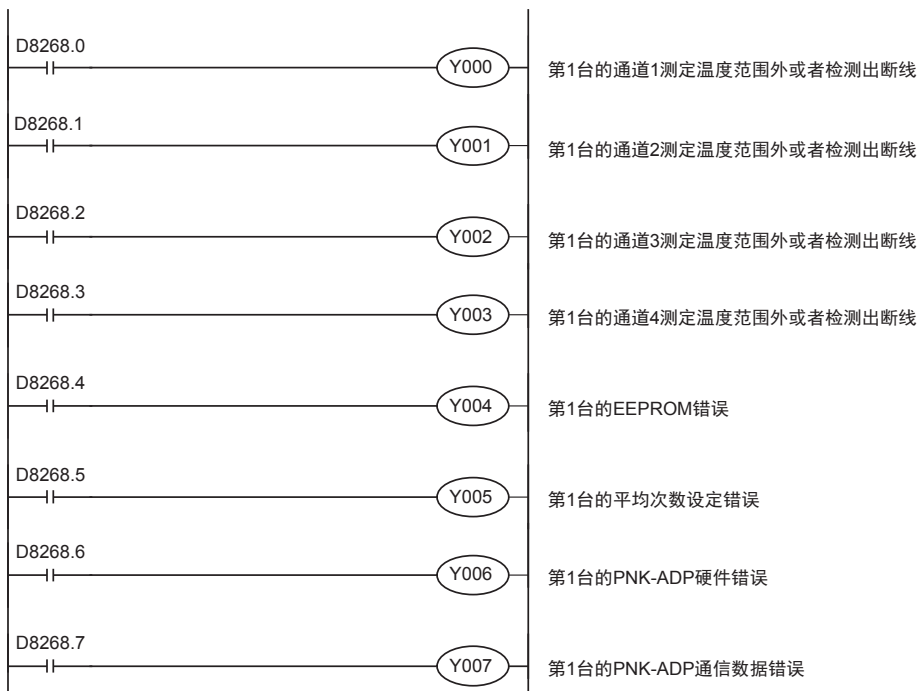 D8268.0
Y000 第1台的通道1测定温度范围外或者检测出断线
D8268.1
Y001 第1台的通道2测定温度范围外或者检测出断线
D8268.2
Y002 第1台的通道3测定温度范围外或者检测出断线
D8268.3
Y003 第1台的通道4测定温度范围外或者检测出断线
D8268.4
Y004 第1台的EEPROM错误
D8268.5
Y005 第1台的平均次数设定错误
D8268.6
Y006 第1台的PNK-ADP硬件错误
D8268.7
Y007 第1台的PNK-ADP通信数据错误